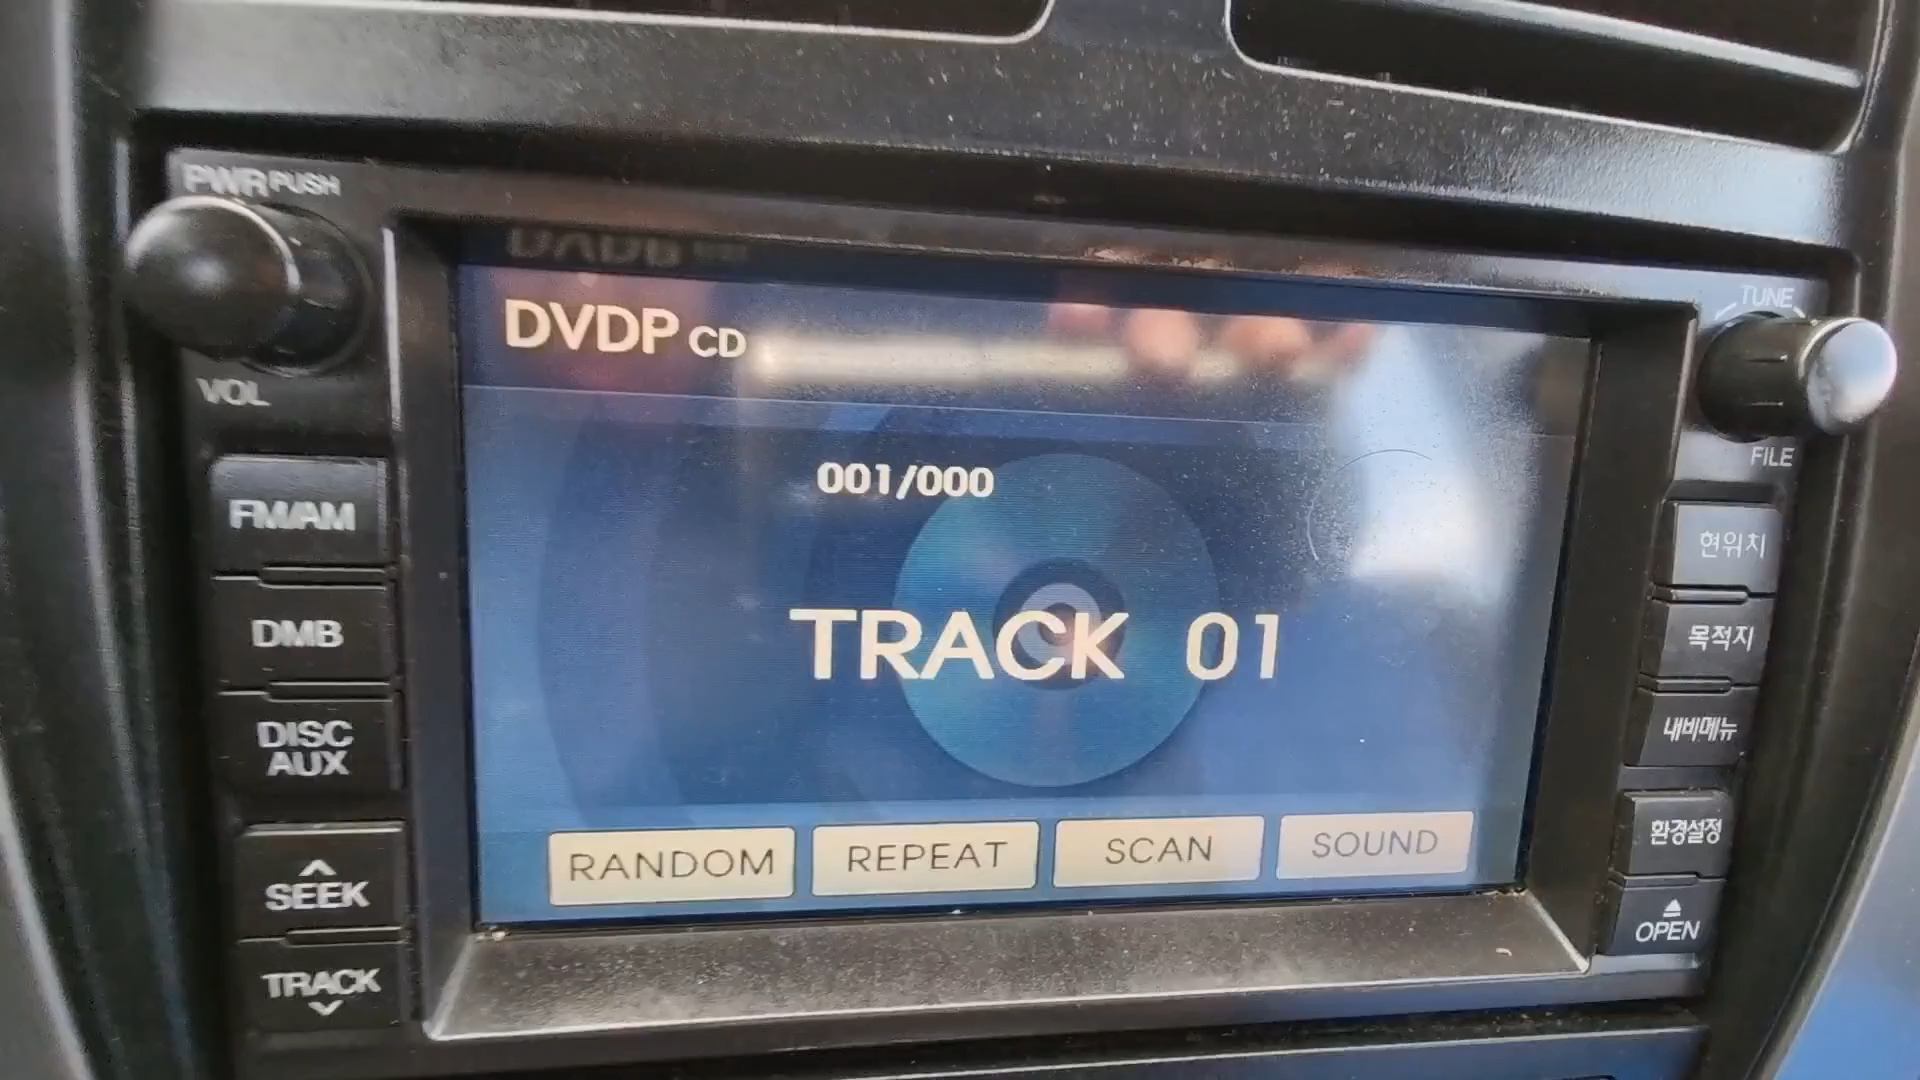 PWR PUSH
VOL
FM/AM
DMB
DISC
AUX
SEEK
TRACK
DVDP CD
001/000
TRACK 01
RANDOM
REPEAT
SCAN
SOUND
TUNE
FILE
현위치
목적지
내비메뉴
환경설정
OPEN